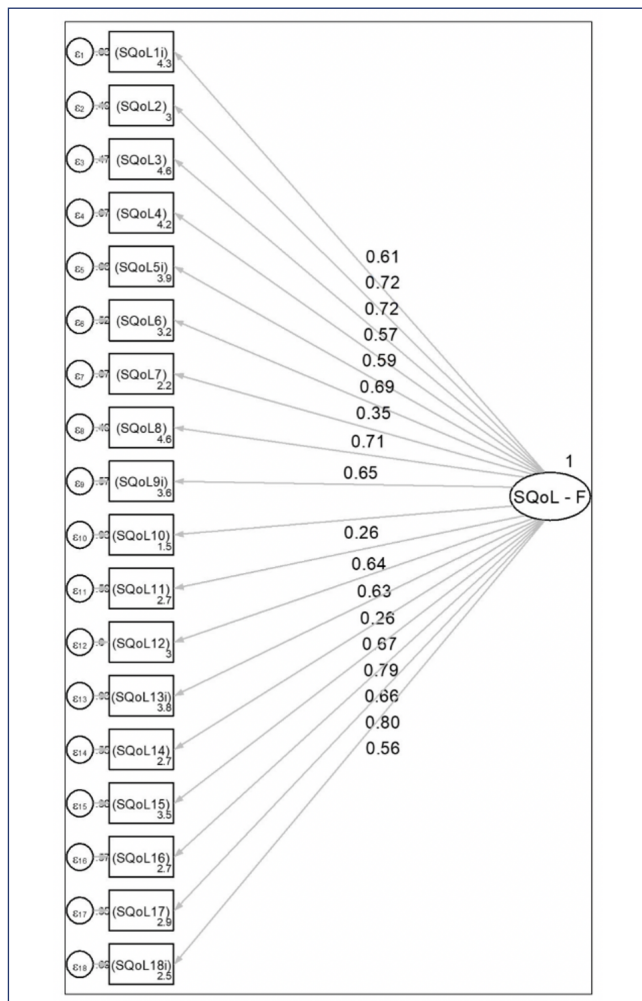 ε1 (SQoL1i)
4.3
ε2 (SQoL2)
3
ε3 (SQoL3)
4.6
ε4 (SQoL4)
4.2
ε5 (SQoL5i)
3.9
ε6 (SQoL6)
3.2
ε7 (SQoL7)
2.2
ε8 (SQoL8)
4.6
ε9 (SQoL9i)
3.6
ε10 (SQoL10)
1.5
ε11 (SQoL11)
2.7
ε12 (SQoL12)
3
ε13 (SQoL13i)
3.8
ε14 (SQoL14)
2.7
ε15 (SQoL15)
3.5
ε16 (SQoL16)
2.7
ε17 (SQoL17)
2.9
ε18 (SQoL18i)
2.5
0.61
0.72
0.72
0.57
0.59
0.69
0.35
0.71
0.65
0.26
0.64
0.63
0.26
0.67
0.79
0.66
0.80
0.56
1
SQoL - F